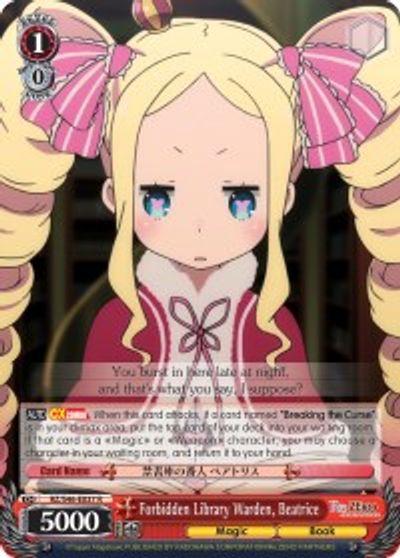 1
0
You burst in here late at night,
and that's what you say, I suppose?
AUTO CX COMBO When this card attacks, if a card named "Breaking the Curse"
is in your climax area, put the top card of your deck into your waiting room.
If that card is a «Magic» or «Weapon» character, you may choose a
character in your waiting room, and return it to your hand.
Card Name 禁書庫の番人 ベアトリス
Forbidden Library Warden, Beatrice
5000
Magic Book